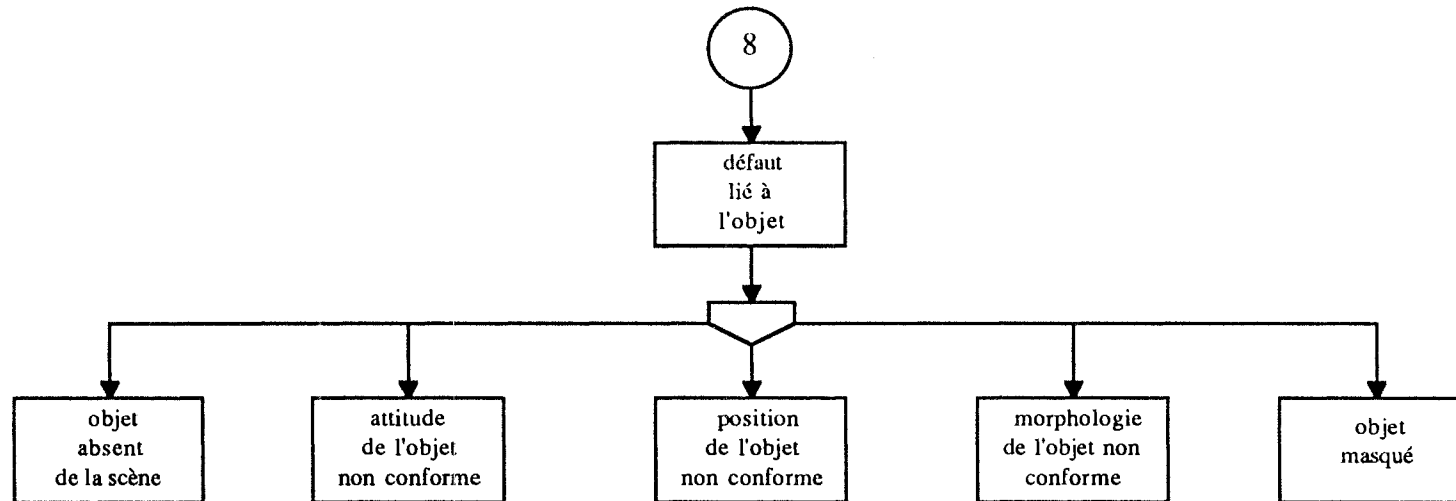 8
défaut
lié à
l'objet
objet
absent
de la scène
attitude
de l'objet
non conforme
position
de l'objet
non conforme
morphologie
de l'objet non
conforme
objet
masqué